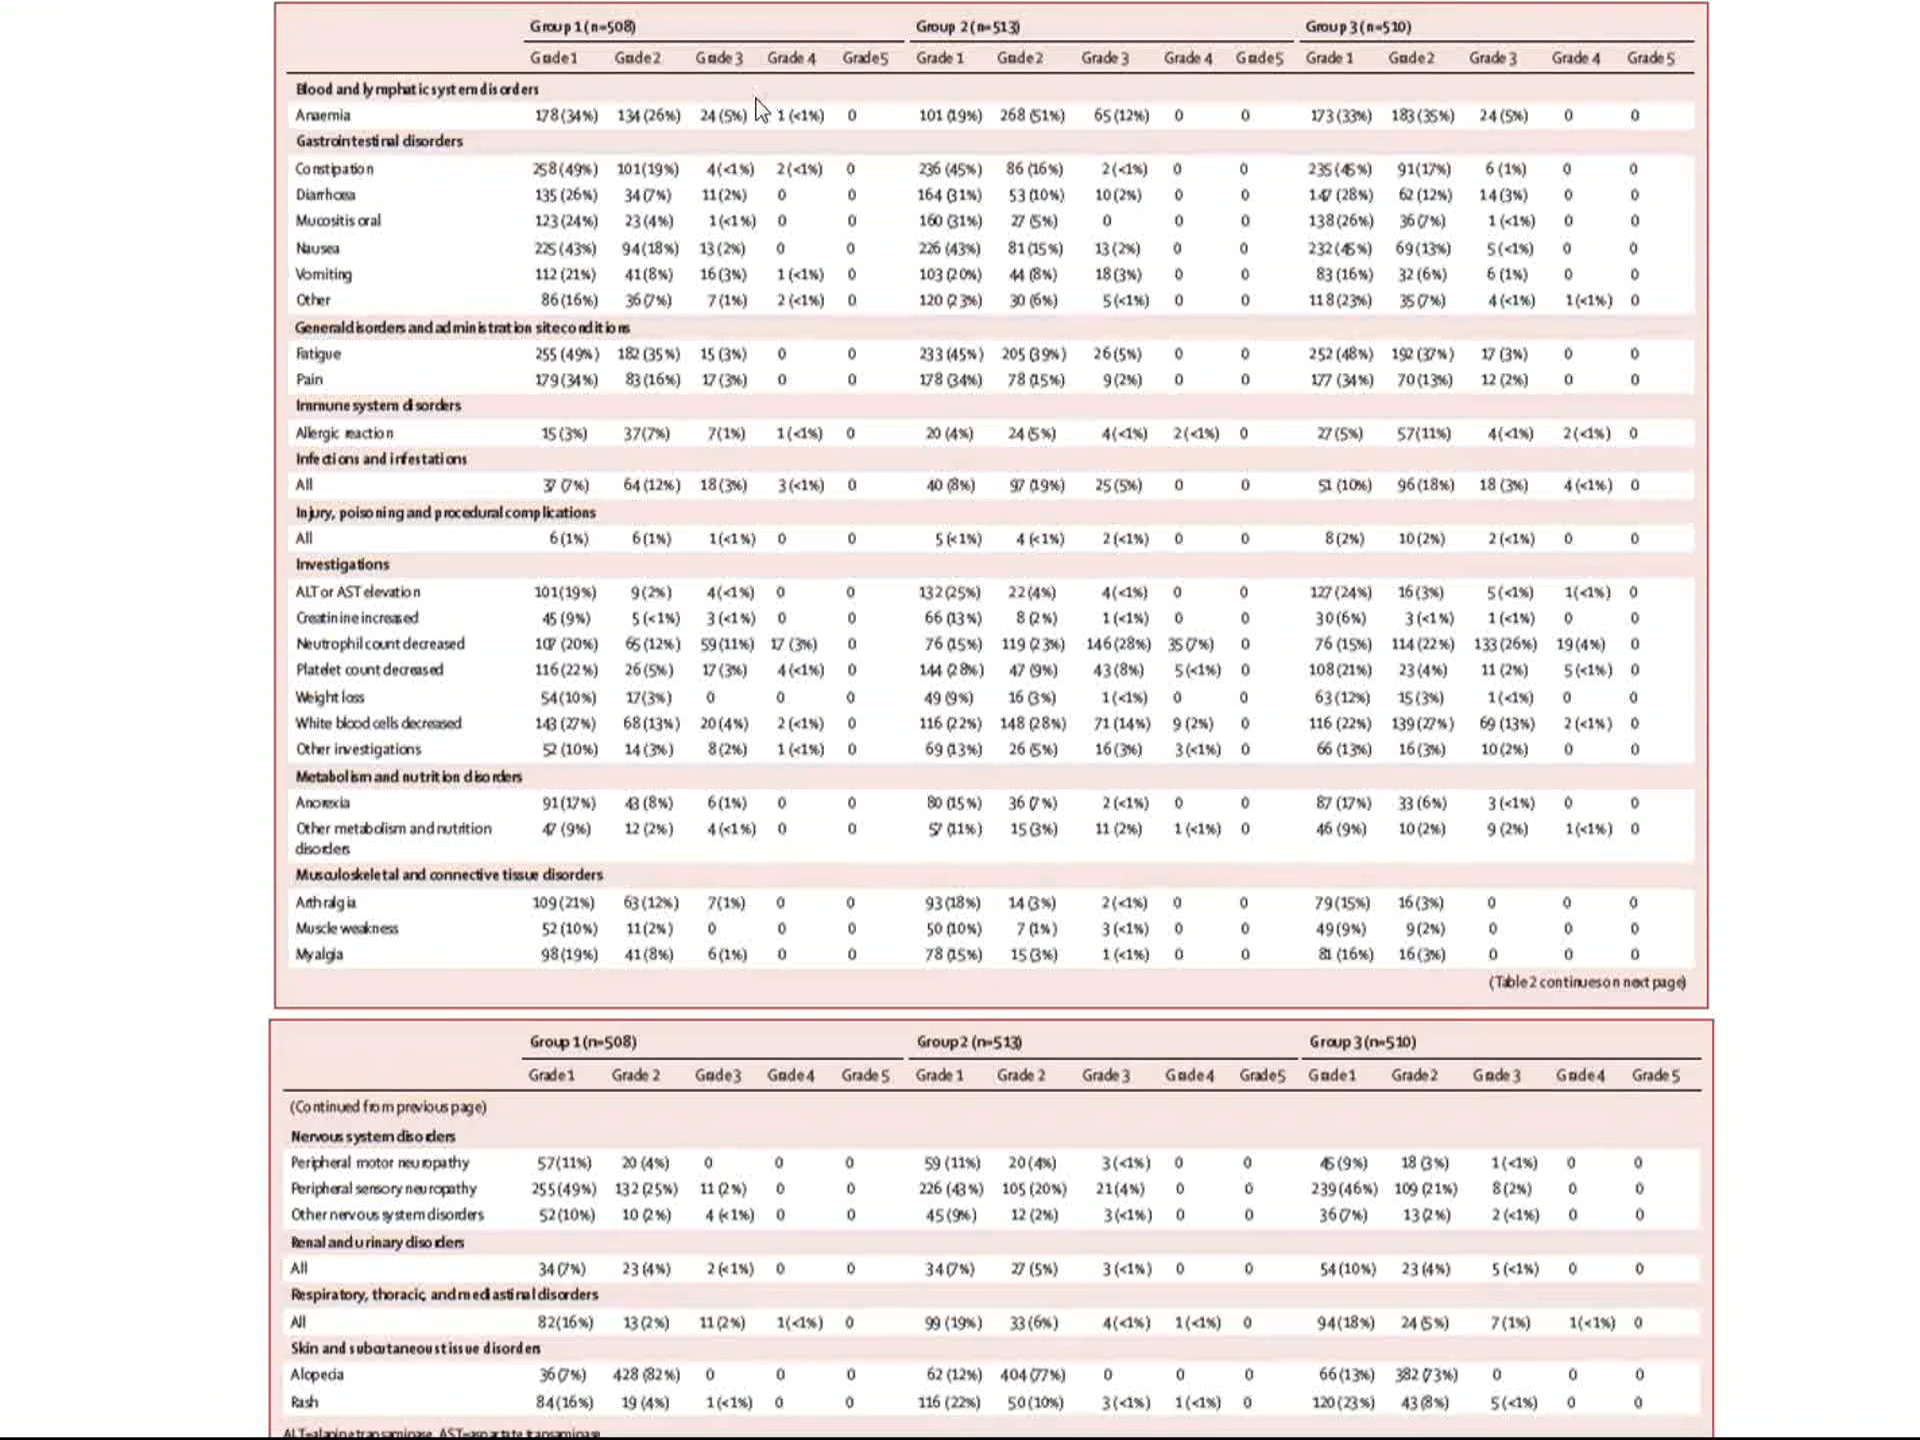 Group 1 (n=508) Group 2 (n=513) Group 3 (n=510)
Grade 1 Grade 2 Grade 3 Grade 4 Grade 5 Grade 1 Grade 2 Grade 3 Grade 4 Grade 5 Grade 1 Grade 2 Grade 3 Grade 4 Grade 5
Blood and lymphatic system disorders
Anaemia 178 (34%) 134 (26%) 24 (5%) 1 (<1%) 0 101 (19%) 268 (51%) 65 (12%) 0 0 173 (33%) 183 (35%) 24 (5%) 0 0
Gastrointestinal disorders
Constipation 258 (49%) 101 (19%) 4 (<1%) 2 (<1%) 0 236 (45%) 86 (16%) 2 (<1%) 0 0 235 (45%) 91 (17%) 6 (1%) 0 0
Diarrhoea 135 (26%) 34 (7%) 11 (2%) 0 0 164 (31%) 53 (10%) 10 (2%) 0 0 147 (28%) 62 (12%) 14 (3%) 0 0
Mucositis oral 123 (24%) 23 (4%) 1 (<1%) 0 0 160 (31%) 27 (5%) 0 0 0 138 (26%) 36 (7%) 1 (<1%) 0 0
Nausea 225 (43%) 94 (18%) 13 (2%) 0 0 226 (43%) 81 (15%) 13 (2%) 0 0 232 (45%) 69 (13%) 5 (<1%) 0 0
Vomiting 112 (21%) 41 (8%) 16 (3%) 1 (<1%) 0 103 (20%) 44 (8%) 18 (3%) 0 0 83 (16%) 32 (6%) 6 (1%) 0 0
Other 86 (16%) 36 (7%) 7 (1%) 2 (<1%) 0 120 (23%) 30 (6%) 5 (<1%) 0 0 118 (23%) 35 (7%) 4 (<1%) 1 (<1%) 0
General disorders and administration site conditions
Fatigue 255 (49%) 182 (35%) 15 (3%) 0 0 233 (45%) 205 (39%) 26 (5%) 0 0 252 (48%) 192 (37%) 17 (3%) 0 0
Pain 179 (34%) 83 (16%) 17 (3%) 0 0 178 (34%) 78 (15%) 9 (2%) 0 0 177 (34%) 70 (13%) 12 (2%) 0 0
Immune system disorders
Allergic reaction 15 (3%) 37 (7%) 7 (1%) 1 (<1%) 0 20 (4%) 24 (5%) 4 (<1%) 2 (<1%) 0 27 (5%) 57 (11%) 4 (<1%) 2 (<1%) 0
Infections and infestations
All 37 (7%) 64 (12%) 18 (3%) 3 (<1%) 0 40 (8%) 97 (19%) 25 (5%) 0 0 51 (10%) 96 (18%) 18 (3%) 4 (<1%) 0
Injury, poisoning and procedural complications
All 6 (1%) 6 (1%) 1 (<1%) 0 0 5 (<1%) 4 (<1%) 2 (<1%) 0 0 8 (2%) 10 (2%) 2 (<1%) 0 0
Investigations
ALT or AST elevation 101 (19%) 9 (2%) 4 (<1%) 0 0 132 (25%) 22 (4%) 4 (<1%) 0 0 127 (24%) 16 (3%) 5 (<1%) 1 (<1%) 0
Creatinine increased 45 (9%) 5 (<1%) 3 (<1%) 0 0 66 (13%) 8 (2%) 1 (<1%) 0 0 30 (6%) 3 (<1%) 1 (<1%) 0 0
Neutrophil count decreased 107 (20%) 65 (12%) 59 (11%) 17 (3%) 0 76 (15%) 119 (23%) 146 (28%) 35 (7%) 0 76 (15%) 114 (22%) 133 (26%) 19 (4%) 0
Platelet count decreased 116 (22%) 26 (5%) 17 (3%) 4 (<1%) 0 144 (28%) 47 (9%) 43 (8%) 5 (<1%) 0 108 (21%) 23 (4%) 11 (2%) 5 (<1%) 0
Weight loss 54 (10%) 17 (3%) 0 0 0 49 (9%) 16 (3%) 1 (<1%) 0 0 63 (12%) 15 (3%) 1 (<1%) 0 0
White blood cells decreased 143 (27%) 68 (13%) 20 (4%) 2 (<1%) 0 116 (22%) 148 (28%) 71 (14%) 9 (2%) 0 116 (22%) 139 (27%) 69 (13%) 2 (<1%) 0
Other investigations 52 (10%) 14 (3%) 8 (2%) 1 (<1%) 0 69 (13%) 26 (5%) 16 (3%) 3 (<1%) 0 66 (13%) 16 (3%) 10 (2%) 0 0
Metabolism and nutrition disorders
Anorexia 91 (17%) 43 (8%) 6 (1%) 0 0 80 (15%) 36 (7%) 2 (<1%) 0 0 87 (17%) 33 (6%) 3 (<1%) 0 0
Other metabolism and nutrition 47 (9%) 12 (2%) 4 (<1%) 0 0 57 (11%) 15 (3%) 11 (2%) 1 (<1%) 0 46 (9%) 10 (2%) 9 (2%) 1 (<1%) 0
disorders
Musculoskeletal and connective tissue disorders
Arthralgia 109 (21%) 63 (12%) 7 (1%) 0 0 93 (18%) 14 (3%) 2 (<1%) 0 0 79 (15%) 16 (3%) 0 0 0
Muscle weakness 52 (10%) 11 (2%) 0 0 0 50 (10%) 7 (1%) 3 (<1%) 0 0 49 (9%) 9 (2%) 0 0 0
Myalgia 98 (19%) 41 (8%) 6 (1%) 0 0 78 (15%) 15 (3%) 1 (<1%) 0 0 81 (16%) 16 (3%) 0 0 0
(Table 2 continues on next page)
Group 1 (n=508) Group 2 (n=513) Group 3 (n=510)
Grade 1 Grade 2 Grade 3 Grade 4 Grade 5 Grade 1 Grade 2 Grade 3 Grade 4 Grade 5 Grade 1 Grade 2 Grade 3 Grade 4 Grade 5
(Continued from previous page)
Nervous system disorders
Peripheral motor neuropathy 57 (11%) 20 (4%) 0 0 0 59 (11%) 20 (4%) 3 (<1%) 0 0 45 (9%) 18 (3%) 1 (<1%) 0 0
Peripheral sensory neuropathy 255 (49%) 132 (25%) 11 (2%) 0 0 226 (43%) 105 (20%) 21 (4%) 0 0 239 (46%) 109 (21%) 8 (2%) 0 0
Other nervous system disorders 52 (10%) 10 (2%) 4 (<1%) 0 0 45 (9%) 12 (2%) 3 (<1%) 0 0 36 (7%) 13 (2%) 2 (<1%) 0 0
Renal and urinary disorders
All 34 (7%) 23 (4%) 2 (<1%) 0 0 34 (7%) 27 (5%) 3 (<1%) 0 0 54 (10%) 23 (4%) 5 (<1%) 0 0
Respiratory, thoracic, and mediastinal disorders
All 82 (16%) 13 (2%) 11 (2%) 1 (<1%) 0 99 (19%) 33 (6%) 4 (<1%) 1 (<1%) 0 94 (18%) 24 (5%) 7 (1%) 1 (<1%) 0
Skin and subcutaneous tissue disorders
Alopecia 36 (7%) 428 (82%) 0 0 0 62 (12%) 404 (77%) 0 0 0 66 (13%) 382 (73%) 0 0 0
Rash 84 (16%) 19 (4%) 1 (<1%) 0 0 116 (22%) 50 (10%) 3 (<1%) 1 (<1%) 0 120 (23%) 43 (8%) 5 (<1%) 0 0
ALT=alanine transaminase. AST=aspartate transaminase